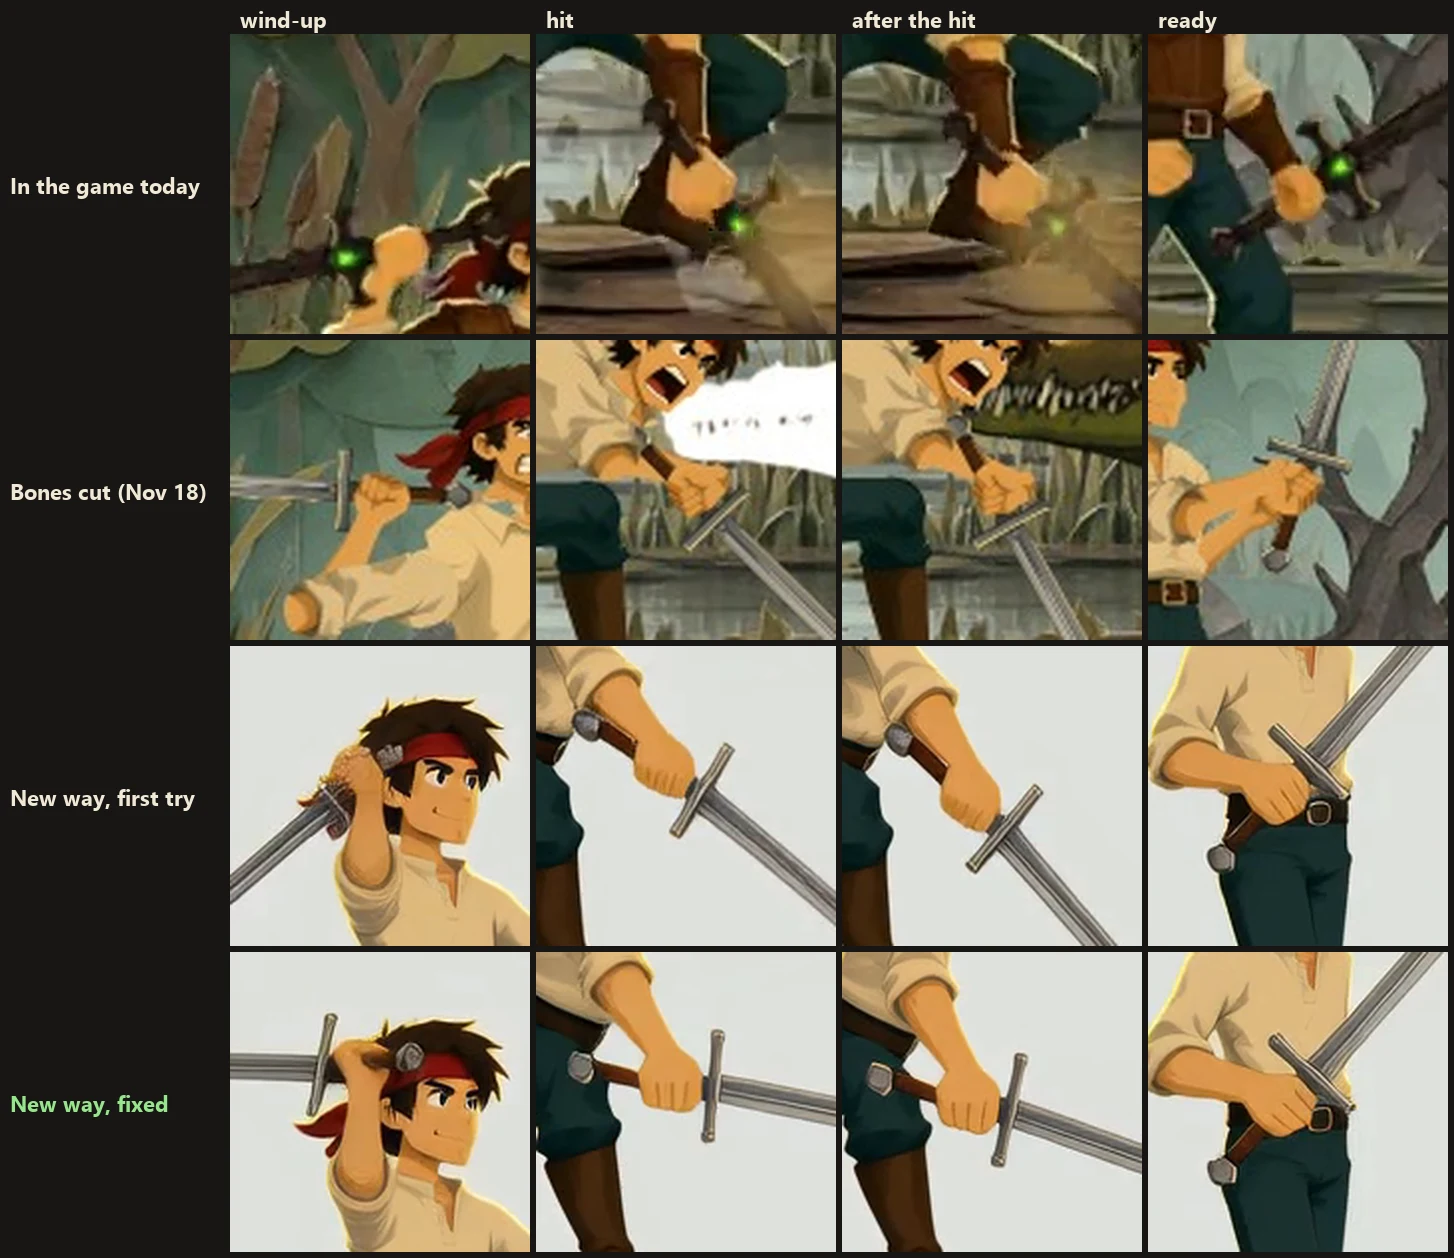 wind-up
hit
after the hit
ready
In the game today
Bones cut (Nov 18)
New way, first try
New way, fixed